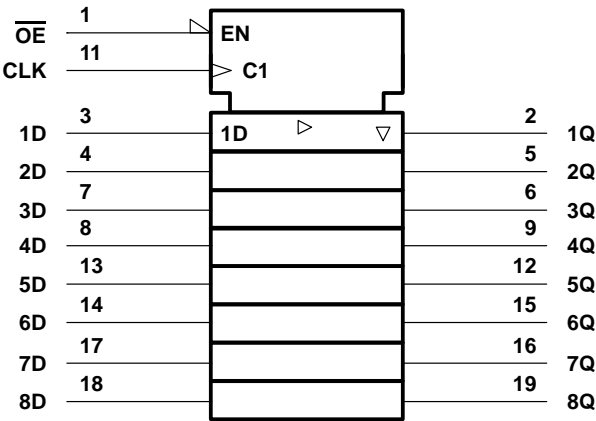 OE 1 EN
CLK 11 C1
1D 3 1D 2 1Q
2D 4 5 2Q
3D 7 6 3Q
4D 8 9 4Q
5D 13 12 5Q
6D 14 15 6Q
7D 17 16 7Q
8D 18 19 8Q